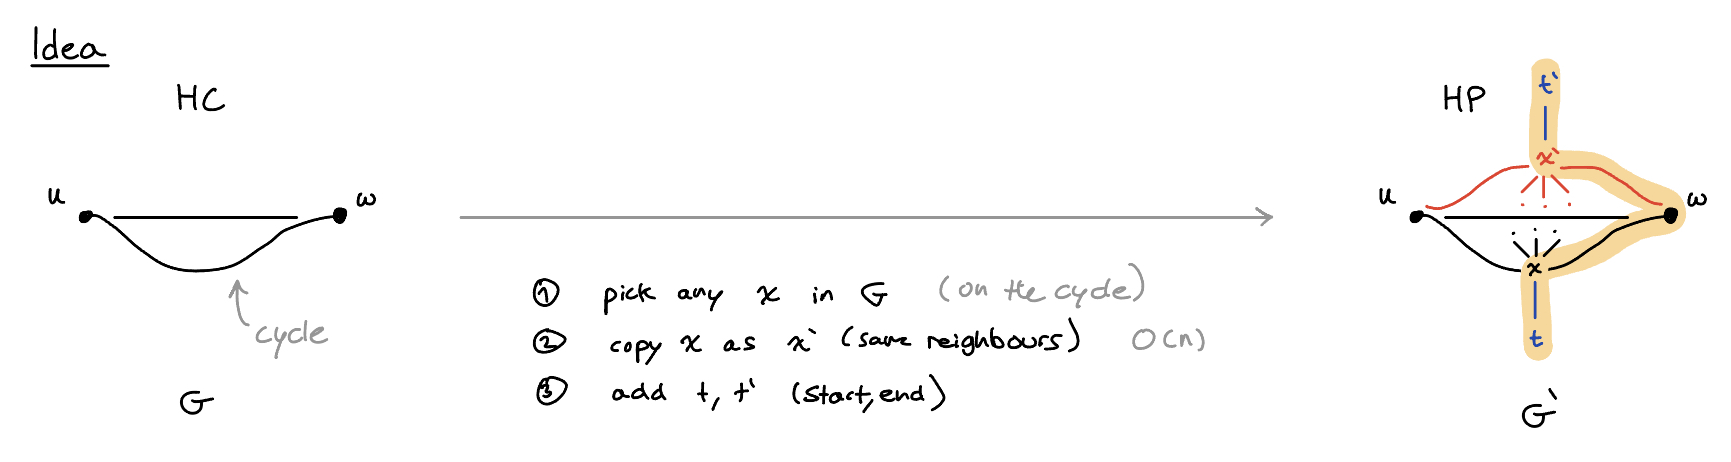 Idea
HC
u
w
cycle
G
① pick any x in G (on the cycle)
② copy x as x` (same neighbours) O(n)
③ add t, t' (start, end)
HP
t`
x`
u
w
x
t
G`